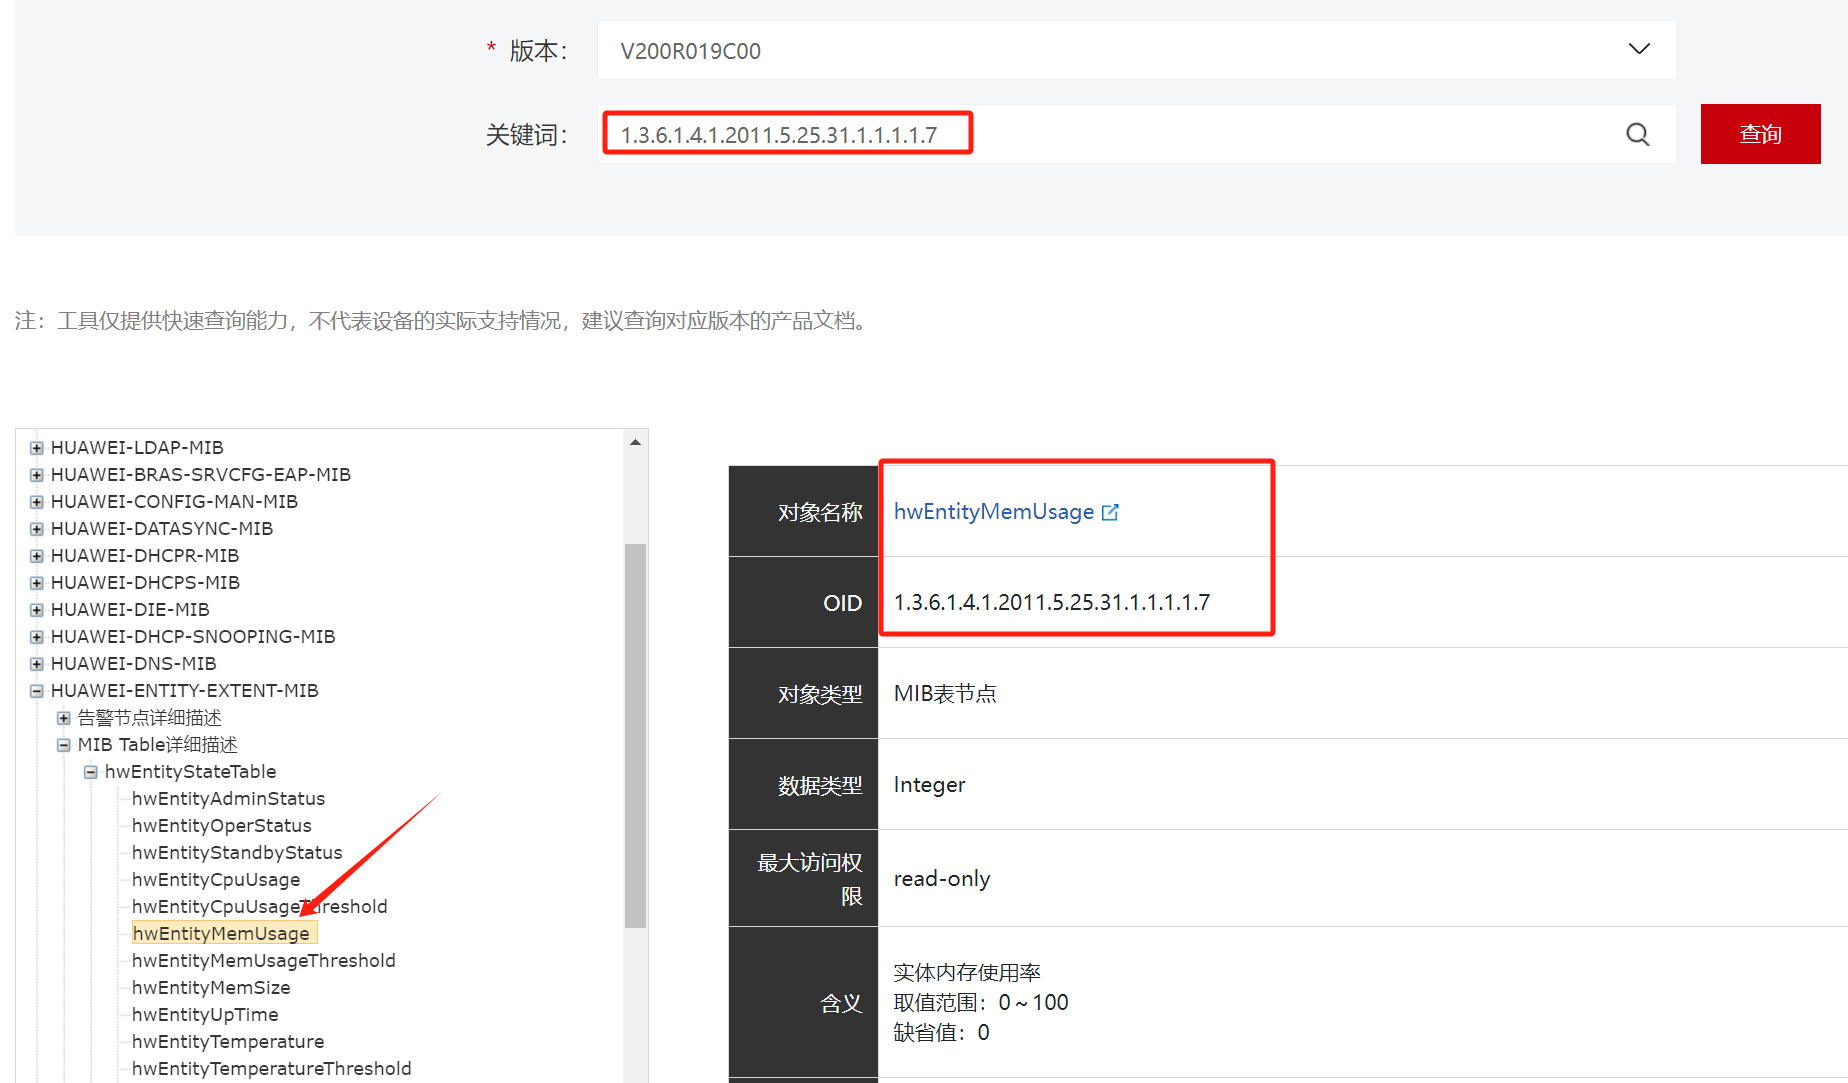 * 版本：
V200R019C00
关键词：
1.3.6.1.4.1.2011.5.25.31.1.1.1.1.7
查询
注：工具仅提供快速查询能力，不代表设备的实际支持情况，建议查询对应版本的产品文档。
HUAWEI-LDAP-MIB
HUAWEI-BRAS-SRVCFG-EAP-MIB
HUAWEI-CONFIG-MAN-MIB
HUAWEI-DATASYNC-MIB
HUAWEI-DHCPR-MIB
HUAWEI-DHCPS-MIB
HUAWEI-DIE-MIB
HUAWEI-DHCP-SNOOPING-MIB
HUAWEI-DNS-MIB
HUAWEI-ENTITY-EXTENT-MIB
告警节点详细描述
MIB Table详细描述
hwEntityStateTable
hwEntityAdminStatus
hwEntityOperStatus
hwEntityStandbyStatus
hwEntityCpuUsage
hwEntityCpuUsageThreshold
hwEntityMemUsage
hwEntityMemUsageThreshold
hwEntityMemSize
hwEntityUpTime
hwEntityTemperature
hwEntityTemperatureThreshold
对象名称
hwEntityMemUsage
OID
1.3.6.1.4.1.2011.5.25.31.1.1.1.1.7
对象类型
MIB表节点
数据类型
Integer
最大访问权
限
read-only
含义
实体内存使用率
取值范围：0～100
缺省值：0